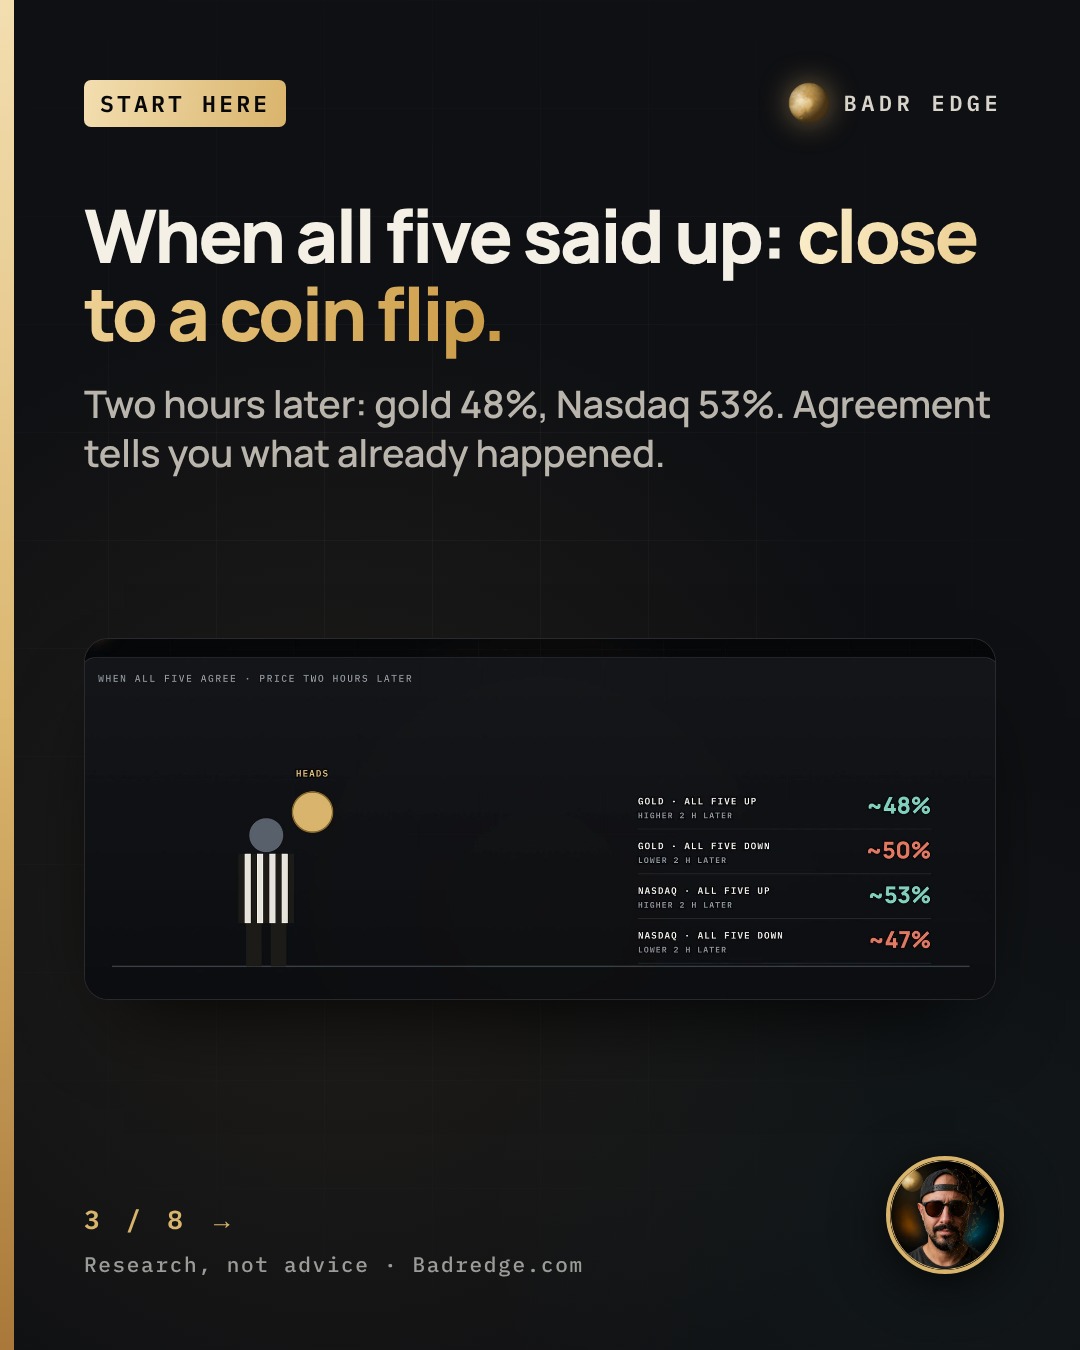 START HERE
BADR EDGE
When all five said up: close
to a coin flip.
Two hours later: gold 48%, Nasdaq 53%. Agreement
tells you what already happened.
WHEN ALL FIVE AGREE · PRICE TWO HOURS LATER
HEADS
GOLD · ALL FIVE UP
HIGHER 2 H LATER
~48%
GOLD · ALL FIVE DOWN
LOWER 2 H LATER
~50%
NASDAQ · ALL FIVE UP
HIGHER 2 H LATER
~53%
NASDAQ · ALL FIVE DOWN
LOWER 2 H LATER
~47%
3 / 8 →
Research, not advice · Badredge.com